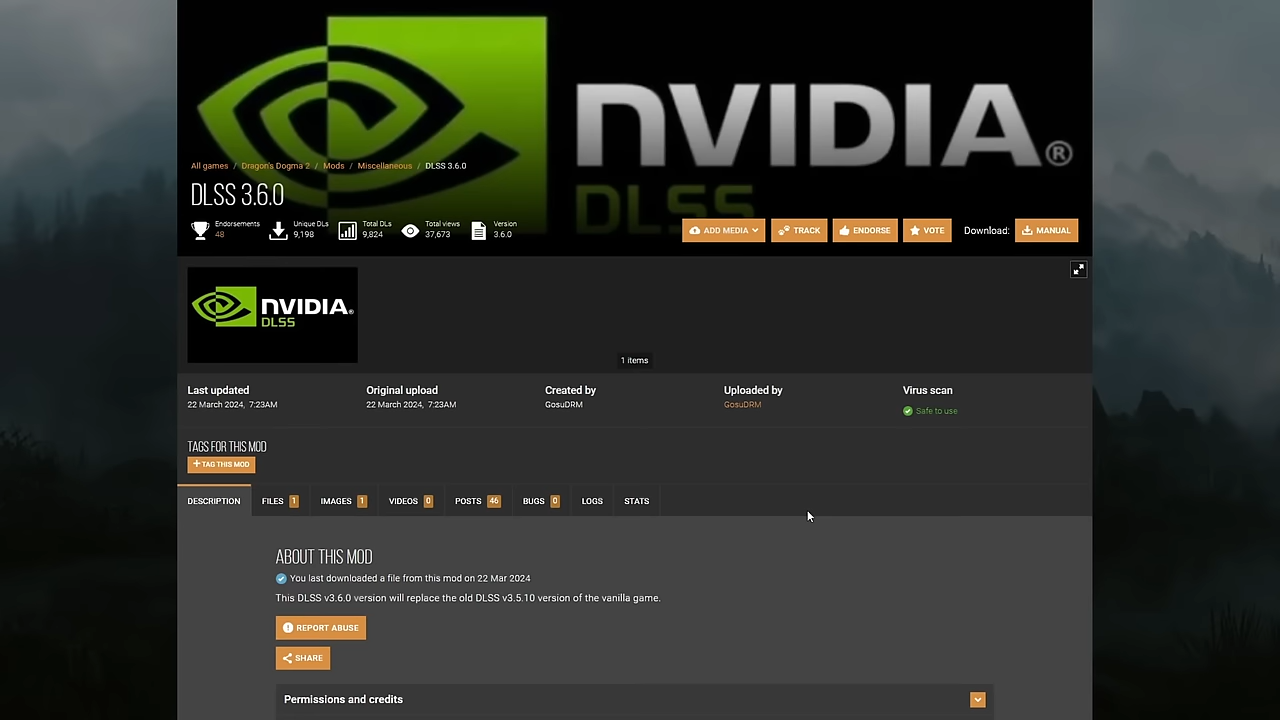 nVIDIA®
DLSS
All games / Dragon's Dogma 2 / Mods / Miscellaneous / DLSS 3.6.0
DLSS 3.6.0
Endorsements
48
Unique DLs
9,198
Total DLs
9,824
Total views
37,673
Version
3.6.0
ADD MEDIA
TRACK
ENDORSE
VOTE
Download:
MANUAL
nVIDIA®
DLSS
1 items
Last updated
22 March 2024, 7:23AM
Original upload
22 March 2024, 7:23AM
Created by
GosuDRM
Uploaded by
GosuDRM
Virus scan
Safe to use
TAGS FOR THIS MOD
+ TAG THIS MOD
DESCRIPTION FILES 1 IMAGES 1 VIDEOS 0 POSTS 46 BUGS 0 LOGS STATS
ABOUT THIS MOD
You last downloaded a file from this mod on 22 Mar 2024
This DLSS v3.6.0 version will replace the old DLSS v3.5.10 version of the vanilla game.
REPORT ABUSE
SHARE
Permissions and credits